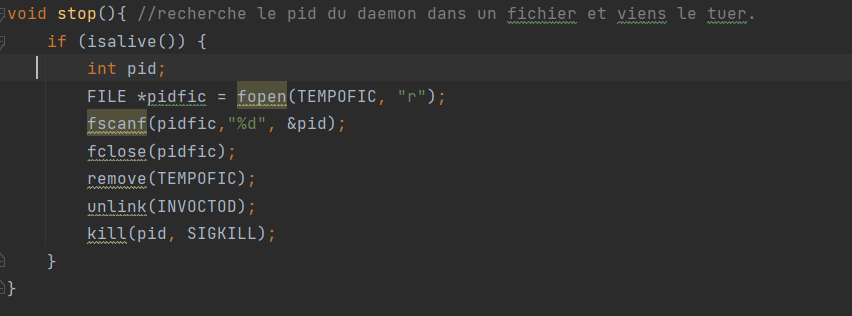 void stop(){ //recherche le pid du daemon dans un fichier et viens le tuer.
if (isalive()) {
int pid;
FILE *pidfic = fopen(TEMPOFIC, "r");
fscanf(pidfic,"%d", &pid);
fclose(pidfic);
remove(TEMPOFIC);
unlink(INVOCTOD);
kill(pid, SIGKILL);
}
}